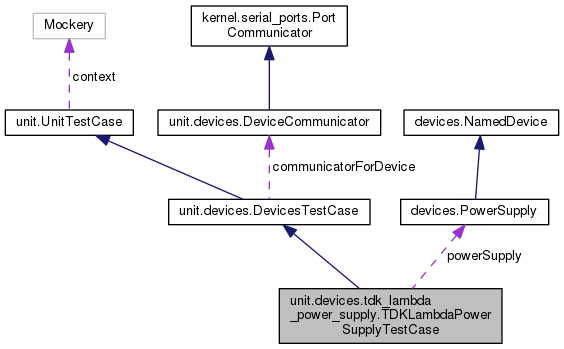 Mockery
kernel.serial_ports.Port
Communicator
context
unit.UnitTestCase
unit.devices.DeviceCommunicator
devices.NamedDevice
communicatorForDevice
unit.devices.DevicesTestCase
devices.PowerSupply
powerSupply
unit.devices.tdk_lambda
_power_supply.TDKLambdaPower
SupplyTestCase